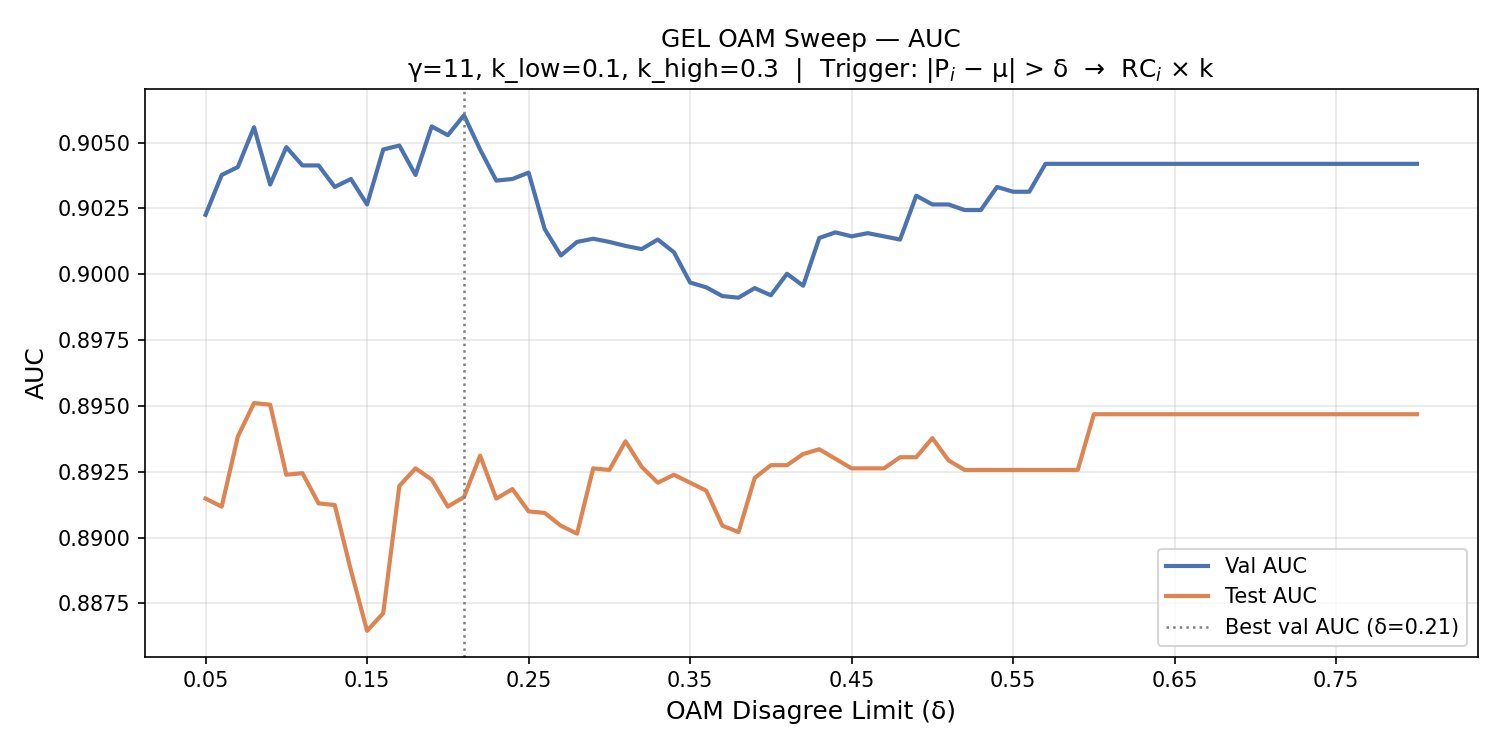 GEL OAM Sweep — AUC
γ=11, k_low=0.1, k_high=0.3 | Trigger: |Pᵢ − μ| > δ → RCᵢ × k
AUC
0.9050
0.9025
0.9000
0.8975
0.8950
0.8925
0.8900
0.8875
Val AUC
Test AUC
Best val AUC (δ=0.21)
0.05 0.15 0.25 0.35 0.45 0.55 0.65 0.75
OAM Disagree Limit (δ)